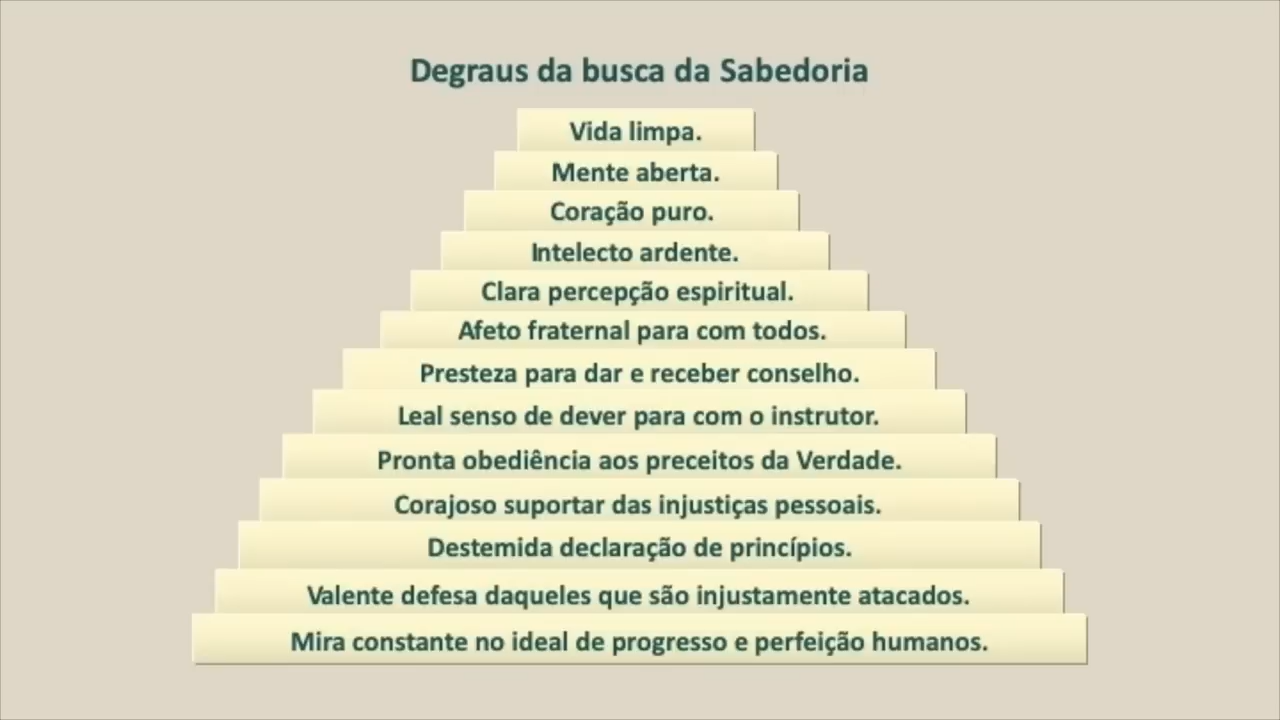 Degraus da busca da Sabedoria
Vida limpa.
Mente aberta.
Coração puro.
Intelecto ardente.
Clara percepção espiritual.
Afeto fraternal para com todos.
Presteza para dar e receber conselho.
Leal senso de dever para com o instrutor.
Pronta obediência aos preceitos da Verdade.
Corajoso suportar das injustiças pessoais.
Destemida declaração de princípios.
Valente defesa daqueles que são injustamente atacados.
Mira constante no ideal de progresso e perfeição humanos.